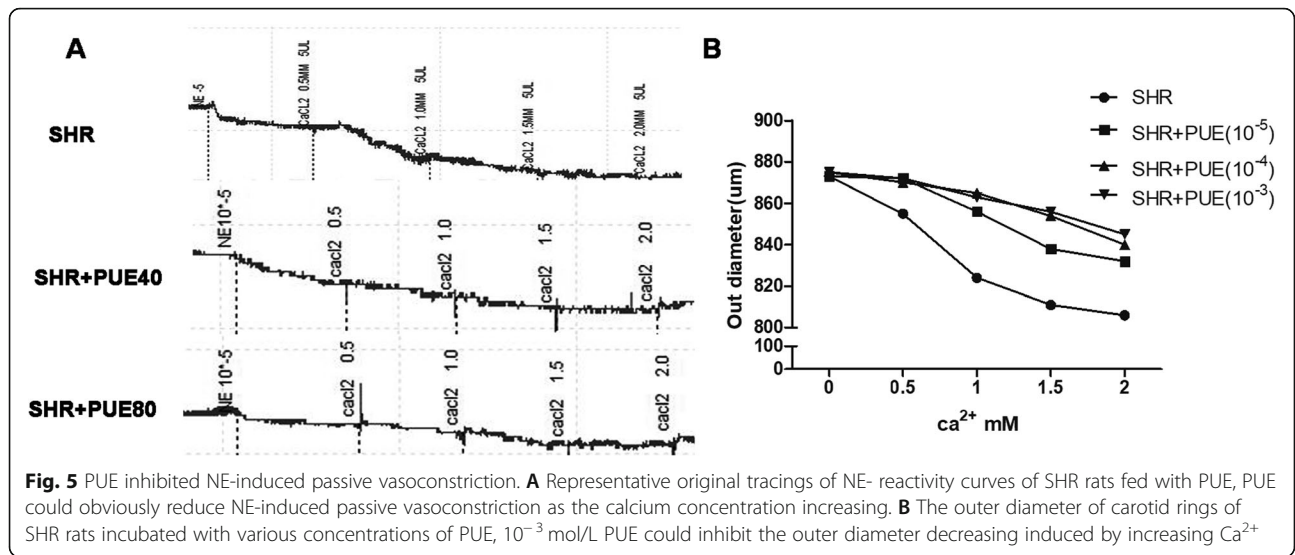 A
SHR
NE -5
CaCL2 0.5MM 5UL
CaCL2 1.0MM 5UL
CaCL2 1.5MM 5UL
CaCL2 2.0MM 5UL
SHR+PUE40
NE10^-5
cacl2 0.5
cacl2 1.0
cacl2 1.5
cacl2 2.0
SHR+PUE80
NE 10^-5
cacl2 0.5
cacl2 1.0
cacl2 1.5
cacl2 2.0
B
SHR
SHR+PUE(10⁻⁵)
SHR+PUE(10⁻⁴)
SHR+PUE(10⁻³)
Out diameter(um)
900
880
860
840
820
800
100
0
0 0.5 1 1.5 2
ca²⁺ mM
Fig. 5 PUE inhibited NE-induced passive vasoconstriction. A Representative original tracings of NE- reactivity curves of SHR rats fed with PUE, PUE
could obviously reduce NE-induced passive vasoconstriction as the calcium concentration increasing. B The outer diameter of carotid rings of
SHR rats incubated with various concentrations of PUE, 10⁻³ mol/L PUE could inhibit the outer diameter decreasing induced by increasing Ca²⁺